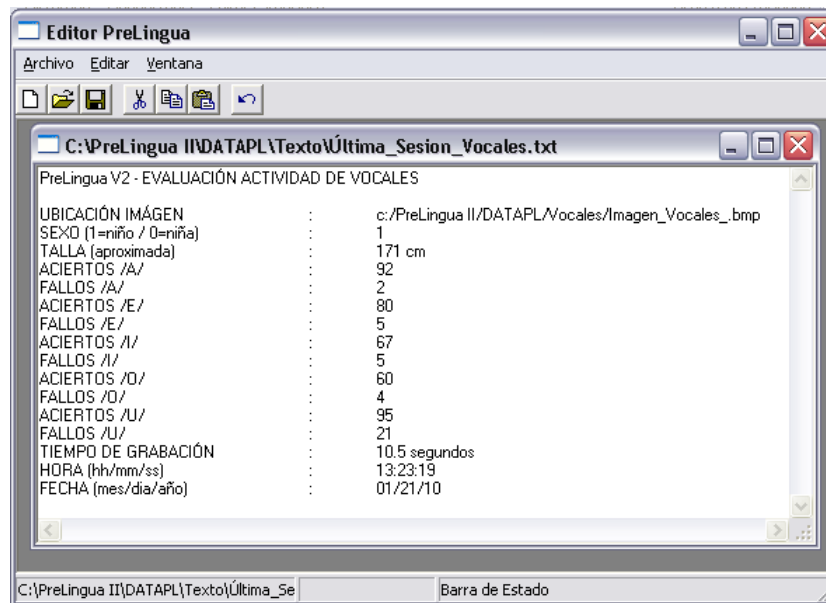 Editor PreLingua
Archivo Editar Ventana
C:\PreLingua II\DATAPL\Texto\Última_Sesion_Vocales.txt
PreLingua V2 - EVALUACIÓN ACTIVIDAD DE VOCALES
UBICACIÓN IMÁGEN : c:/PreLingua II/DATAPL/Vocales/Imagen_Vocales_.bmp
SEXO (1=niño / 0=niña) : 1
TALLA (aproximada) : 171 cm
ACIERTOS /A/ : 92
FALLOS /A/ : 2
ACIERTOS /E/ : 80
FALLOS /E/ : 5
ACIERTOS /I/ : 67
FALLOS /I/ : 5
ACIERTOS /O/ : 60
FALLOS /O/ : 4
ACIERTOS /U/ : 95
FALLOS /U/ : 21
TIEMPO DE GRABACIÓN : 10.5 segundos
HORA (hh/mm/ss) : 13:23:19
FECHA (mes/dia/año) : 01/21/10
C:\PreLingua II\DATAPL\Texto\Última_Se Barra de Estado